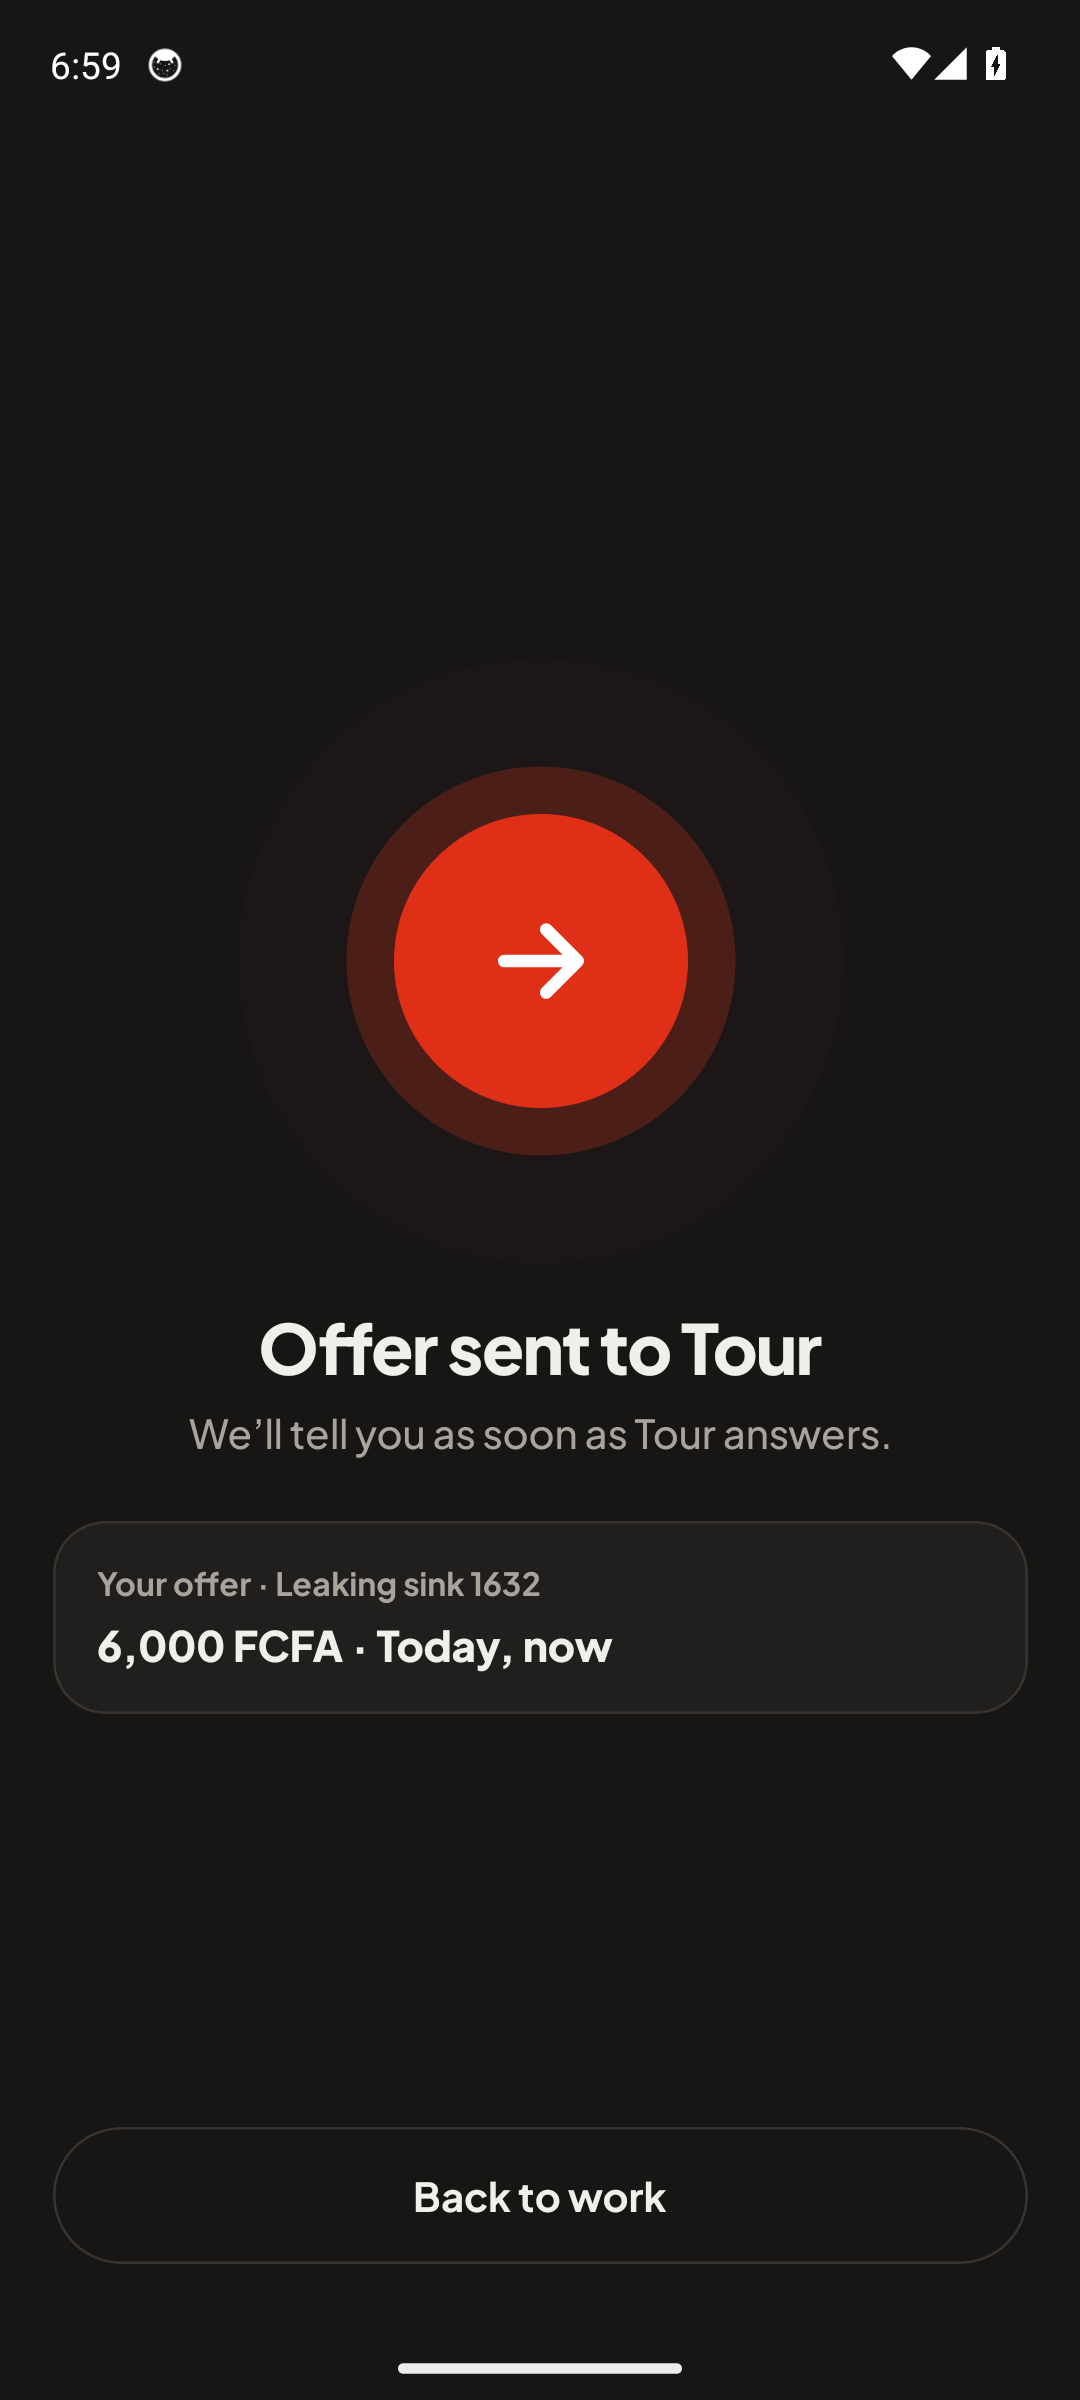 6:59
Offer sent to Tour
We’ll tell you as soon as Tour answers.
Your offer · Leaking sink 1632
6,000 FCFA · Today, now
Back to work